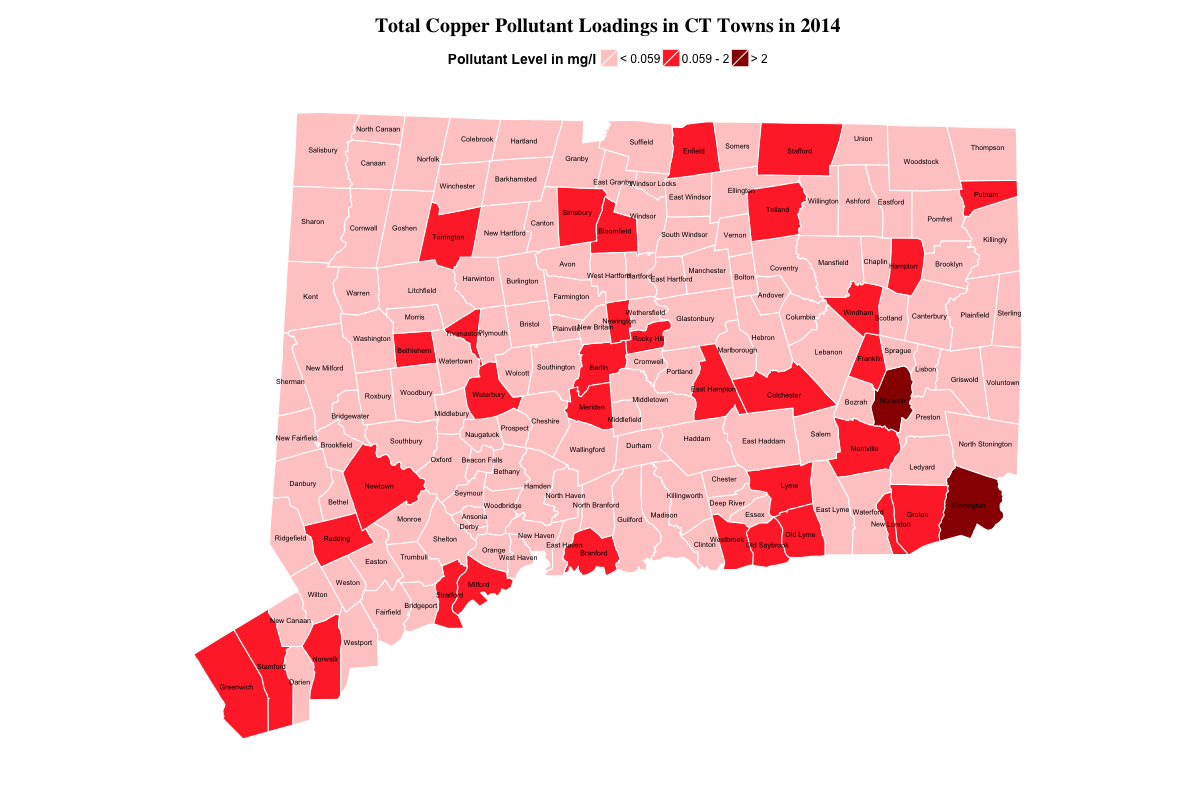 Total Copper Pollutant Loadings in CT Towns in 2014
Pollutant Level in mg/l < 0.059 0.059 - 2 > 2
North Canaan
Colebrook
Hartland
Suffield
Enfield
Somers
Stafford
Union
Woodstock
Thompson
Salisbury
Canaan
Norfolk
Granby
Winchester
Barkhamsted
East Granby
Windsor Locks
East Windsor
Ellington
Tolland
Willington
Ashford
Eastford
Putnam
Sharon
Cornwall
Goshen
Torrington
New Hartford
Canton
Simsbury
Bloomfield
Windsor
South Windsor
Vernon
Pomfret
Killingly
Avon
West Hartford
Hartford
East Hartford
Manchester
Bolton
Coventry
Mansfield
Chaplin
Hampton
Brooklyn
Kent
Warren
Litchfield
Harwinton
Burlington
Farmington
Andover
Morris
Washington
Bethlehem
Thomaston
Plymouth
Bristol
Plainville
New Britain
Newington
Wethersfield
Rocky Hill
Glastonbury
Hebron
Columbia
Windham
Scotland
Canterbury
Plainfield
Sterling
New Milford
Sherman
Watertown
Wolcott
Southington
Berlin
Cromwell
Portland
Marlborough
Lebanon
Franklin
Sprague
Lisbon
Griswold
Voluntown
Roxbury
Woodbury
Waterbury
Meriden
Middletown
East Hampton
Colchester
Bozrah
Norwich
Preston
Bridgewater
Middlebury
Cheshire
Prospect
Middlefield
New Fairfield
Brookfield
Southbury
Naugatuck
Wallingford
Durham
Haddam
East Haddam
Salem
Montville
North Stonington
Oxford
Beacon Falls
Bethany
Ledyard
Danbury
Bethel
Newtown
Seymour
Woodbridge
Hamden
North Haven
North Branford
Guilford
Madison
Killingworth
Chester
Deep River
Essex
Lyme
East Lyme
Waterford
New London
Groton
Stonington
Ridgefield
Redding
Monroe
Ansonia
Derby
Shelton
Orange
New Haven
West Haven
East Haven
Branford
Clinton
Westbrook
Old Saybrook
Old Lyme
Easton
Trumbull
Weston
Wilton
Stratford
Milford
Bridgeport
Fairfield
New Canaan
Westport
Norwalk
Stamford
Darien
Greenwich